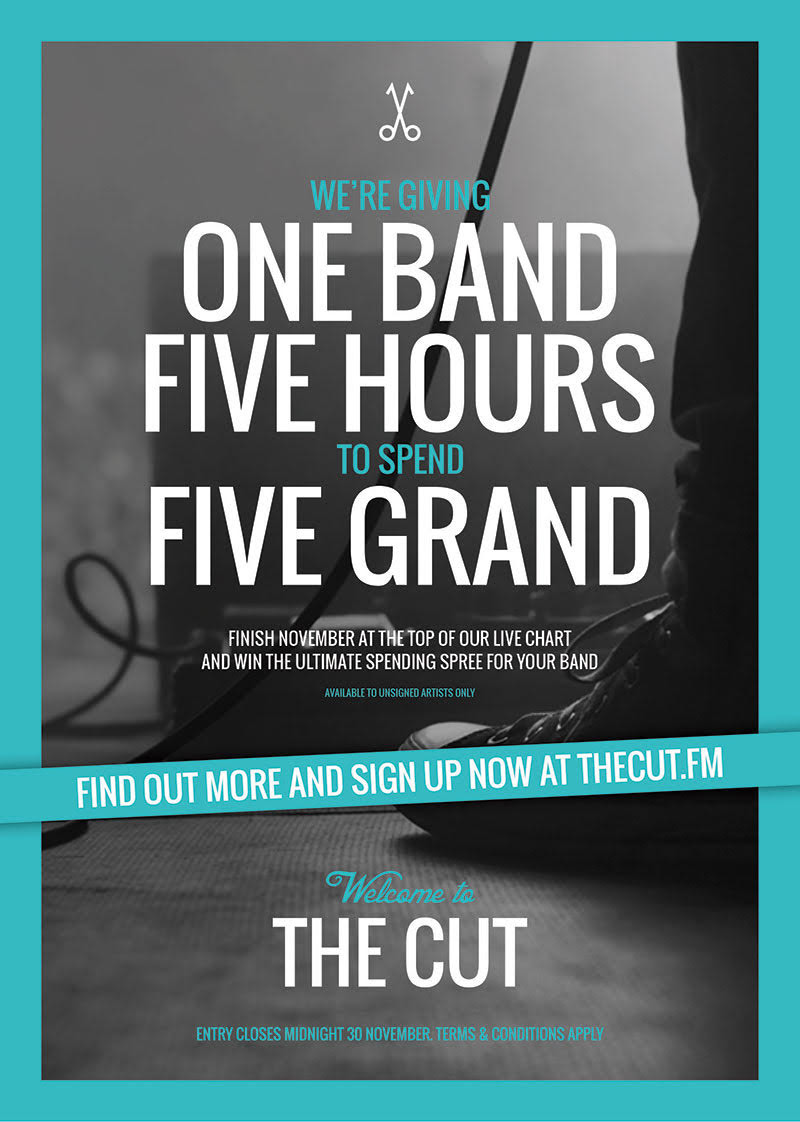 WE'RE GIVING
ONE BAND
FIVE HOURS
TO SPEND
FIVE GRAND
FINISH NOVEMBER AT THE TOP OF OUR LIVE CHART
AND WIN THE ULTIMATE SPENDING SPREE FOR YOUR BAND
AVAILABLE TO UNSIGNED ARTISTS ONLY
FIND OUT MORE AND SIGN UP NOW AT THECUT.FM
Welcome to
THE CUT
ENTRY CLOSES MIDNIGHT 30 NOVEMBER. TERMS & CONDITIONS APPLY